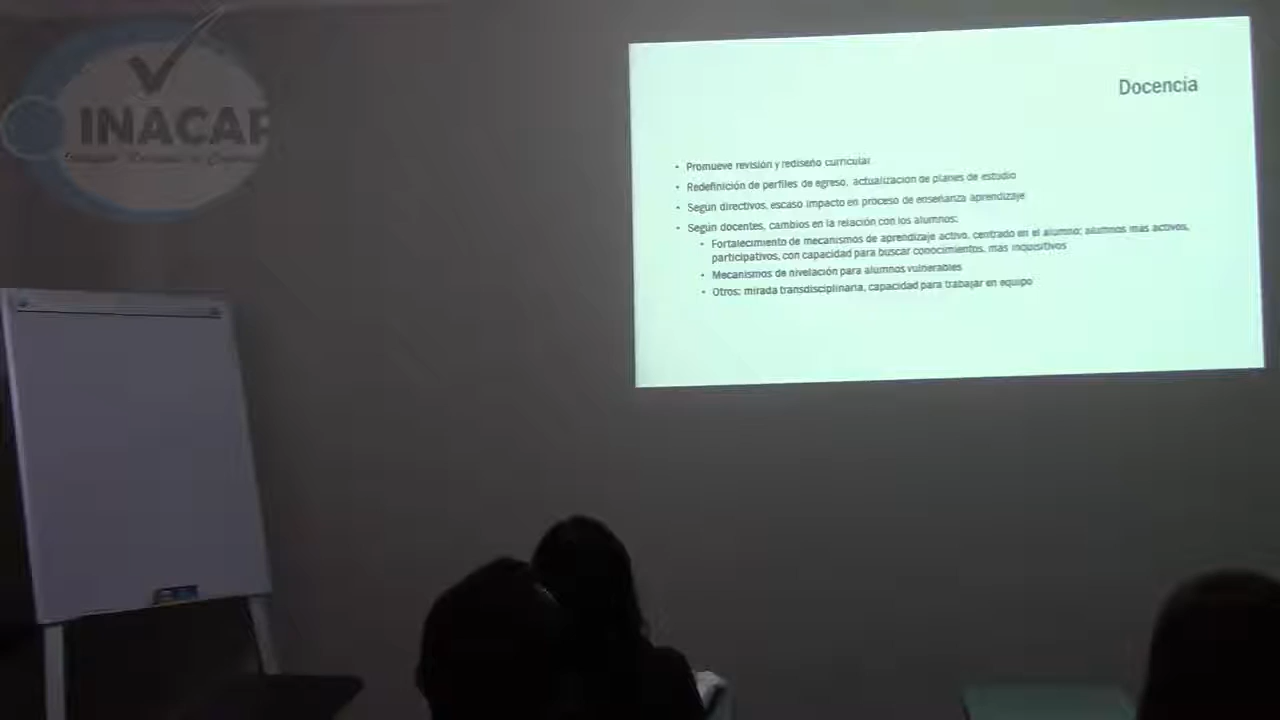 INACAP
Docencia
• Promueve revisión y rediseño curricular
• Redefinición de perfiles de egreso, actualización de planes de estudio
• Según directivos, escaso impacto en proceso de enseñanza aprendizaje
• Según docentes, cambios en la relación con los alumnos:
• Fortalecimiento de mecanismos de aprendizaje activo, centrado en el alumno; alumnos más activos,
participativos, con capacidad para buscar conocimientos, más inquisitivos
• Mecanismos de nivelación para alumnos vulnerables
• Otros: mirada transdisciplinaria, capacidad para trabajar en equipo